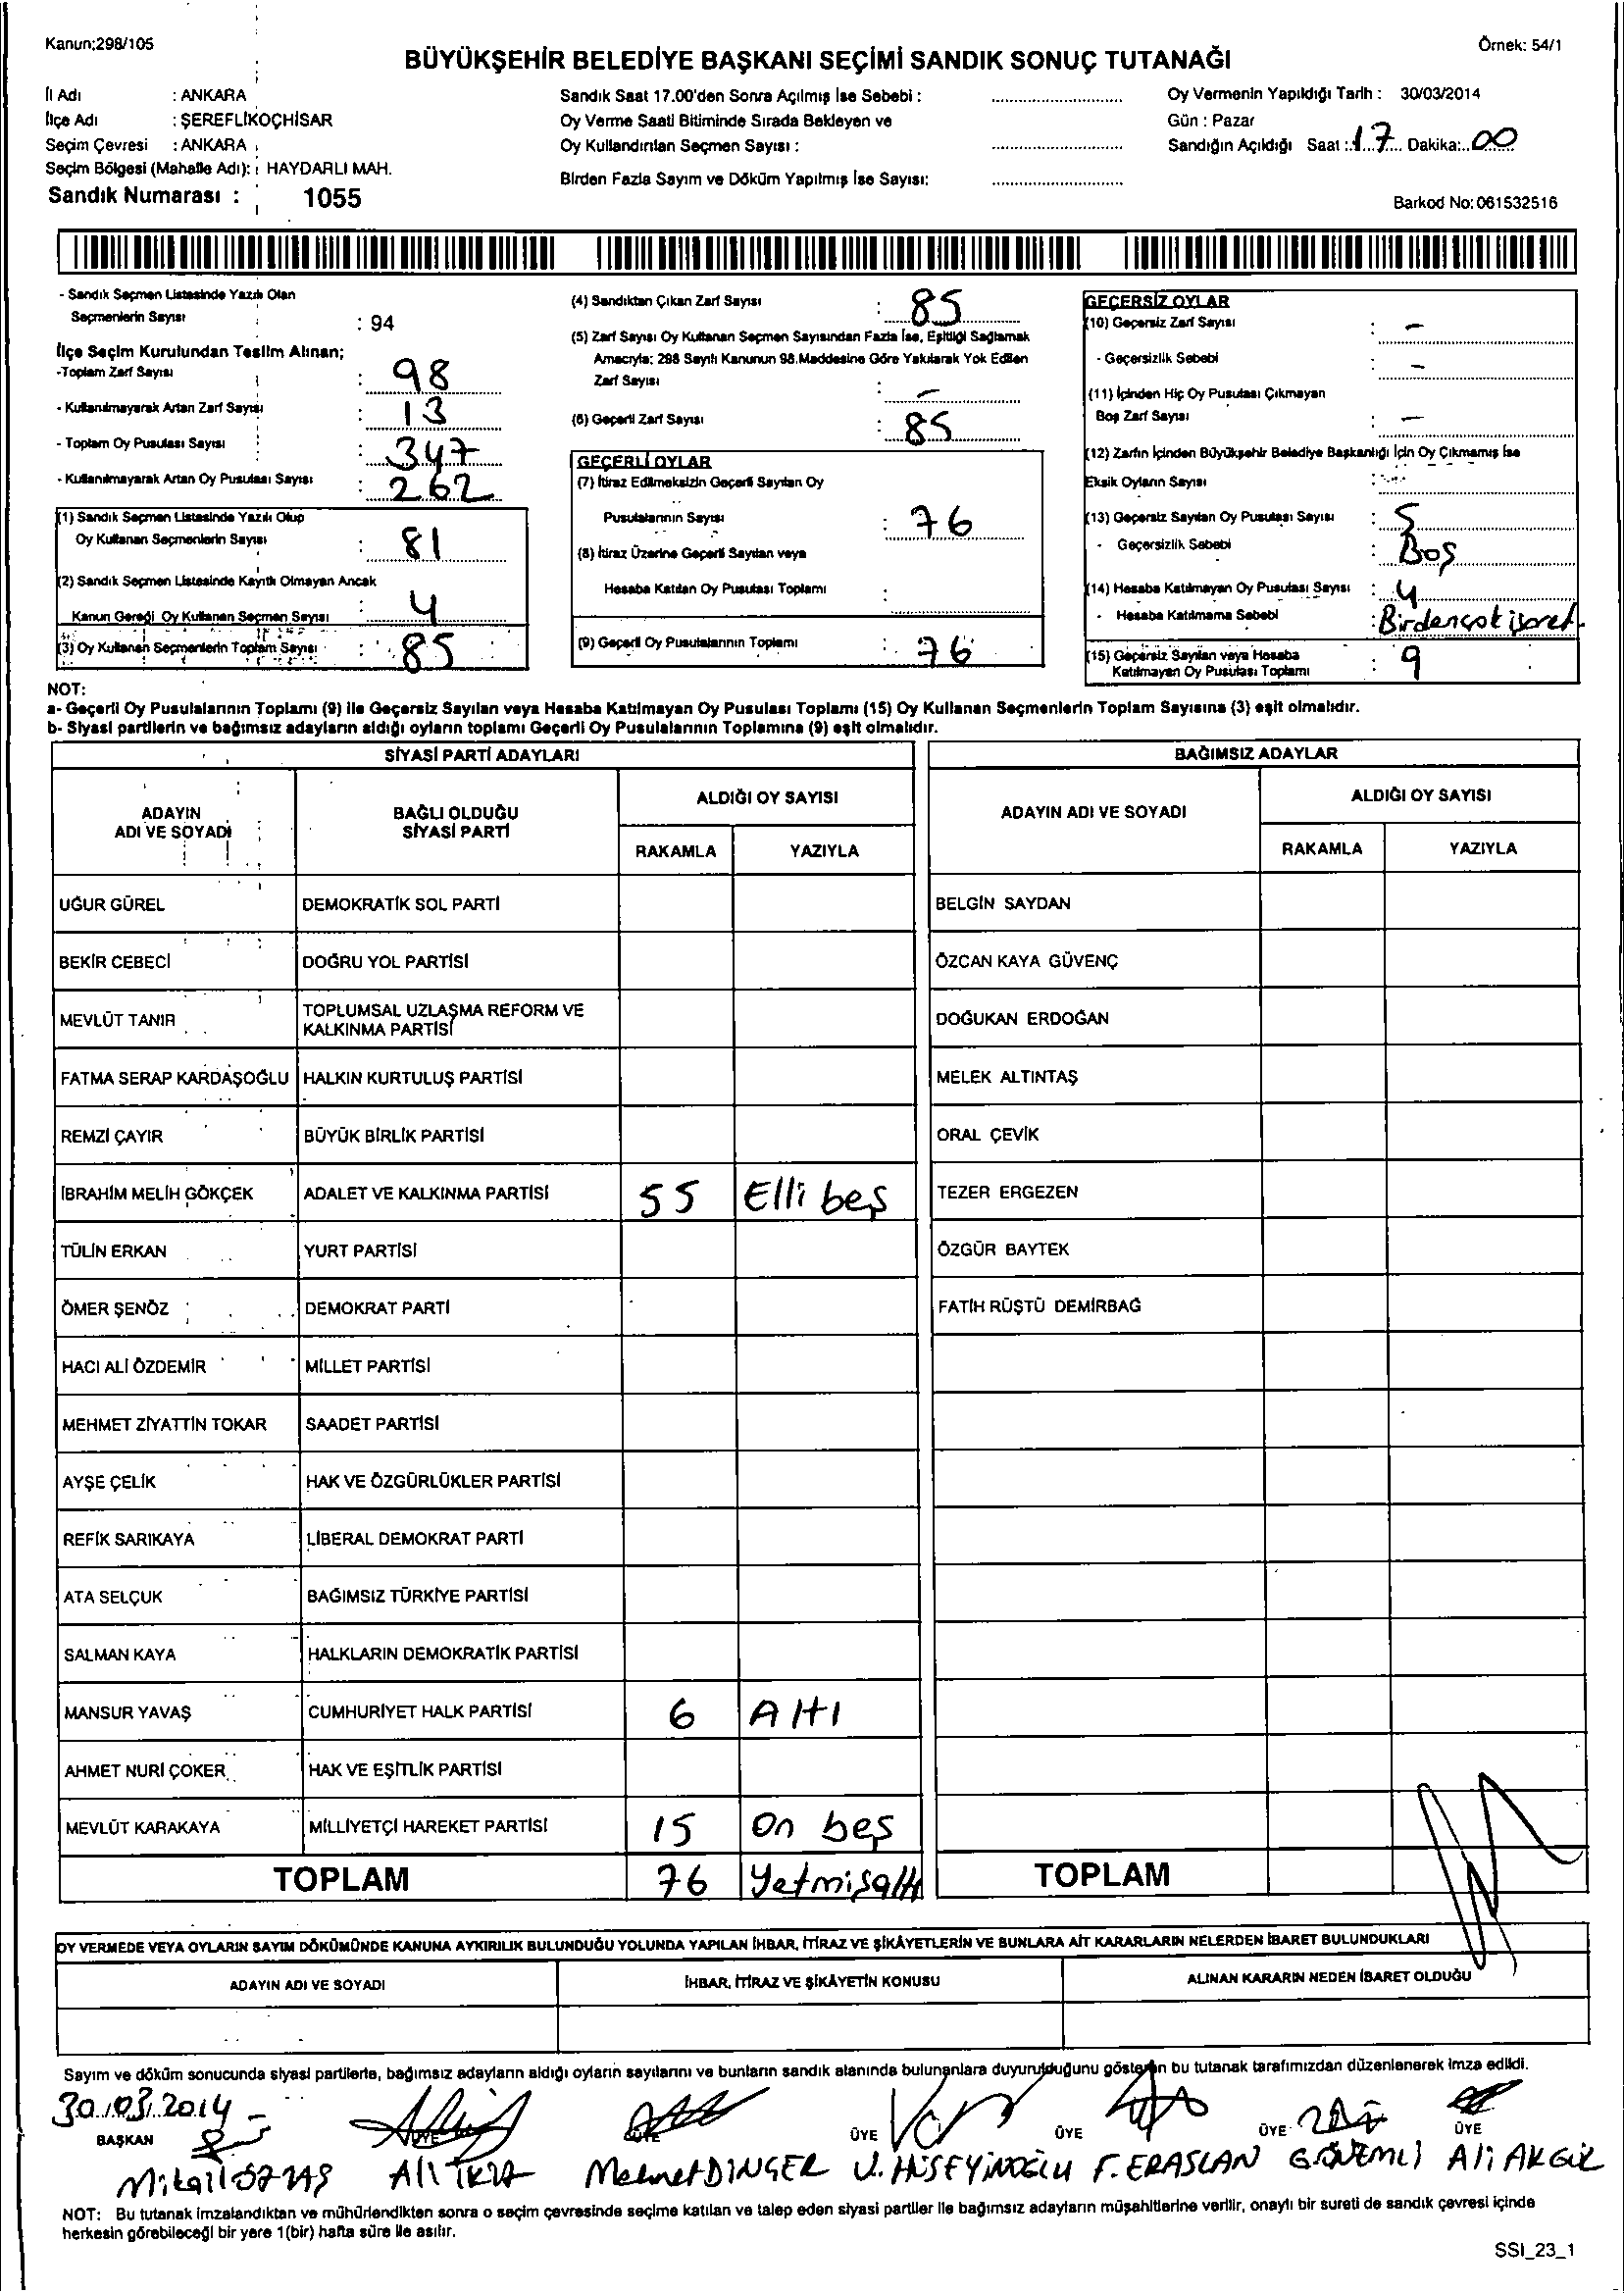 Kanun;298/105
Örnek: 54/1
BÜYÜKŞEHİR BELEDİYE BAŞKANI SEÇİMİ SANDIK SONUÇ TUTANAĞI
İl Adı : ANKARA
İlçe Adı : ŞEREFLİKOÇHİSAR
Seçim Çevresi : ANKARA
Seçim Bölgesi (Mahalle Adı): HAYDARLI MAH.
Sandık Numarası : 1055
Sandık Saat 17.00'den Sonra Açılmış İse Sebebi :
Oy Verme Saati Bitiminde Sırada Bekleyen ve
Oy Kullandırılan Seçmen Sayısı :
Birden Fazla Sayım ve Döküm Yapılmış İse Sayısı:
Oy Vermenin Yapıldığı Tarih : 30/03/2014
Gün : Pazar
Sandığın Açıldığı Saat : 17 Dakika: 00
Barkod No: 061532516
- Sandık Seçmen Listesinde Yazılı Olan
Seçmenlerin Sayısı : 94
İlçe Seçim Kurulundan Teslim Alınan;
-Toplam Zarf Sayısı : 98
- Kullanılmayarak Artan Zarf Sayısı : 13
- Toplam Oy Pusulası Sayısı : 347
- Kullanılmayarak Artan Oy Pusulası Sayısı : 262
(1) Sandık Seçmen Listesinde Yazılı Olup
Oy Kullanan Seçmenlerin Sayısı : 81
(2) Sandık Seçmen Listesinde Kayıtlı Olmayan Ancak
Kanun Gereği Oy Kullanan Seçmen Sayısı : 4
(3) Oy Kullanan Seçmenlerin Toplam Sayısı : 85
(4) Sandıktan Çıkan Zarf Sayısı : 85
(5) Zarf Sayısı Oy Kullanan Seçmen Sayısından Fazla İse, Eşitliği Sağlamak
Amacıyla; 298 Sayılı Kanunun 98.Maddesine Göre Yakılarak Yok Edilen
Zarf Sayısı : -
(6) Geçerli Zarf Sayısı : 85
GEÇERLİ OYLAR
(7) İtiraz Edilmeksizin Geçerli Sayılan Oy
Pusulalarının Sayısı : 76
(8) İtiraz Üzerine Geçerli Sayılan veya
Hesaba Katılan Oy Pusulası Toplamı :
(9) Geçerli Oy Pusulalarının Toplamı : 76
GEÇERSİZ OYLAR
(10) Geçersiz Zarf Sayısı : -
- Geçersizlik Sebebi : -
(11) İçinden Hiç Oy Pusulası Çıkmayan
Boş Zarf Sayısı : -
(12) Zarfın İçinden Büyükşehir Belediye Başkanlığı İçin Oy Çıkmamış İse
Eksik Oyların Sayısı :
(13) Geçersiz Sayılan Oy Pusulası Sayısı : 5
- Geçersizlik Sebebi : Boş
(14) Hesaba Katılmayan Oy Pusulası Sayısı : 4
- Hesaba Katılmama Sebebi : Birden çok işaret
(15) Geçersiz Sayılan veya Hesaba
Katılmayan Oy Pusulası Toplamı : 9
NOT:
a- Geçerli Oy Pusulalarının Toplamı (9) ile Geçersiz Sayılan veya Hesaba Katılmayan Oy Pusulası Toplamı (15) Oy Kullanan Seçmenlerin Toplam Sayısına (3) eşit olmalıdır.
b- Siyasi partilerin ve bağımsız adayların aldığı oyların toplamı Geçerli Oy Pusulalarının Toplamına (9) eşit olmalıdır.
SİYASİ PARTİ ADAYLARI
ADAYIN ADI VE SOYADI
BAĞLI OLDUĞU SİYASİ PARTİ
ALDIĞI OY SAYISI
RAKAMLA YAZIYLA
UĞUR GÜREL DEMOKRATİK SOL PARTİ
BEKİR CEBECİ DOĞRU YOL PARTİSİ
MEVLÜT TANIR TOPLUMSAL UZLAŞMA REFORM VE
KALKINMA PARTİSİ
FATMA SERAP KARDAŞOĞLU HALKIN KURTULUŞ PARTİSİ
REMZİ ÇAYIR BÜYÜK BİRLİK PARTİSİ
İBRAHİM MELİH GÖKÇEK ADALET VE KALKINMA PARTİSİ 55 Elli beş
TÜLİN ERKAN YURT PARTİSİ
ÖMER ŞENÖZ DEMOKRAT PARTİ
HACI ALİ ÖZDEMİR MİLLET PARTİSİ
MEHMET ZİYATTİN TOKAR SAADET PARTİSİ
AYŞE ÇELİK HAK VE ÖZGÜRLÜKLER PARTİSİ
REFİK SARIKAYA LİBERAL DEMOKRAT PARTİ
ATA SELÇUK BAĞIMSIZ TÜRKİYE PARTİSİ
SALMAN KAYA HALKLARIN DEMOKRATİK PARTİSİ
MANSUR YAVAŞ CUMHURİYET HALK PARTİSİ 6 Altı
AHMET NURİ ÇOKER HAK VE EŞİTLİK PARTİSİ
MEVLÜT KARAKAYA MİLLİYETÇİ HAREKET PARTİSİ 15 On beş
TOPLAM 76 Yetmişaltı
BAĞIMSIZ ADAYLAR
ADAYIN ADI VE SOYADI
ALDIĞI OY SAYISI
RAKAMLA YAZIYLA
BELGİN SAYDAN
ÖZCAN KAYA GÜVENÇ
DOĞUKAN ERDOĞAN
MELEK ALTINTAŞ
ORAL ÇEVİK
TEZER ERGEZEN
ÖZGÜR BAYTEK
FATİH RÜŞTÜ DEMİRBAĞ
TOPLAM
OY VERMEDE VEYA OYLARIN SAYIM DÖKÜMÜNDE KANUNA AYKIRILIK BULUNDUĞU YOLUNDA YAPILAN İHBAR, İTİRAZ VE ŞİKÂYETLERİN VE BUNLARA AİT KARARLARIN NELERDEN İBARET BULUNDUKLARI
ADAYIN ADI VE SOYADI İHBAR, İTİRAZ VE ŞİKÂYETİN KONUSU ALINAN KARARIN NEDEN İBARET OLDUĞU
Sayım ve döküm sonucunda siyasi partilerle, bağımsız adayların aldığı oyların sayılarını ve bunların sandık alanında bulunanlara duyurulduğunu gösteren bu tutanak tarafımızdan düzenlenerek imza edildi.
30.03.2014
BAŞKAN ÜYE ÜYE ÜYE ÜYE ÜYE ÜYE
Mikail Ali Mehmet DİNÇER V. HÜSEYİNOĞLU F. ERASLAN G. ÖNEMLİ Ali AKGÜL
NOT: Bu tutanak imzalandıktan ve mühürlendikten sonra o seçim çevresinde seçime katılan ve talep eden siyasi partiler ile bağımsız adayların müşahitlerine verilir, onaylı bir sureti de sandık çevresi içinde
herkesin görebileceği bir yere 1(bir) hafta süre ile asılır.
SSI_23_1